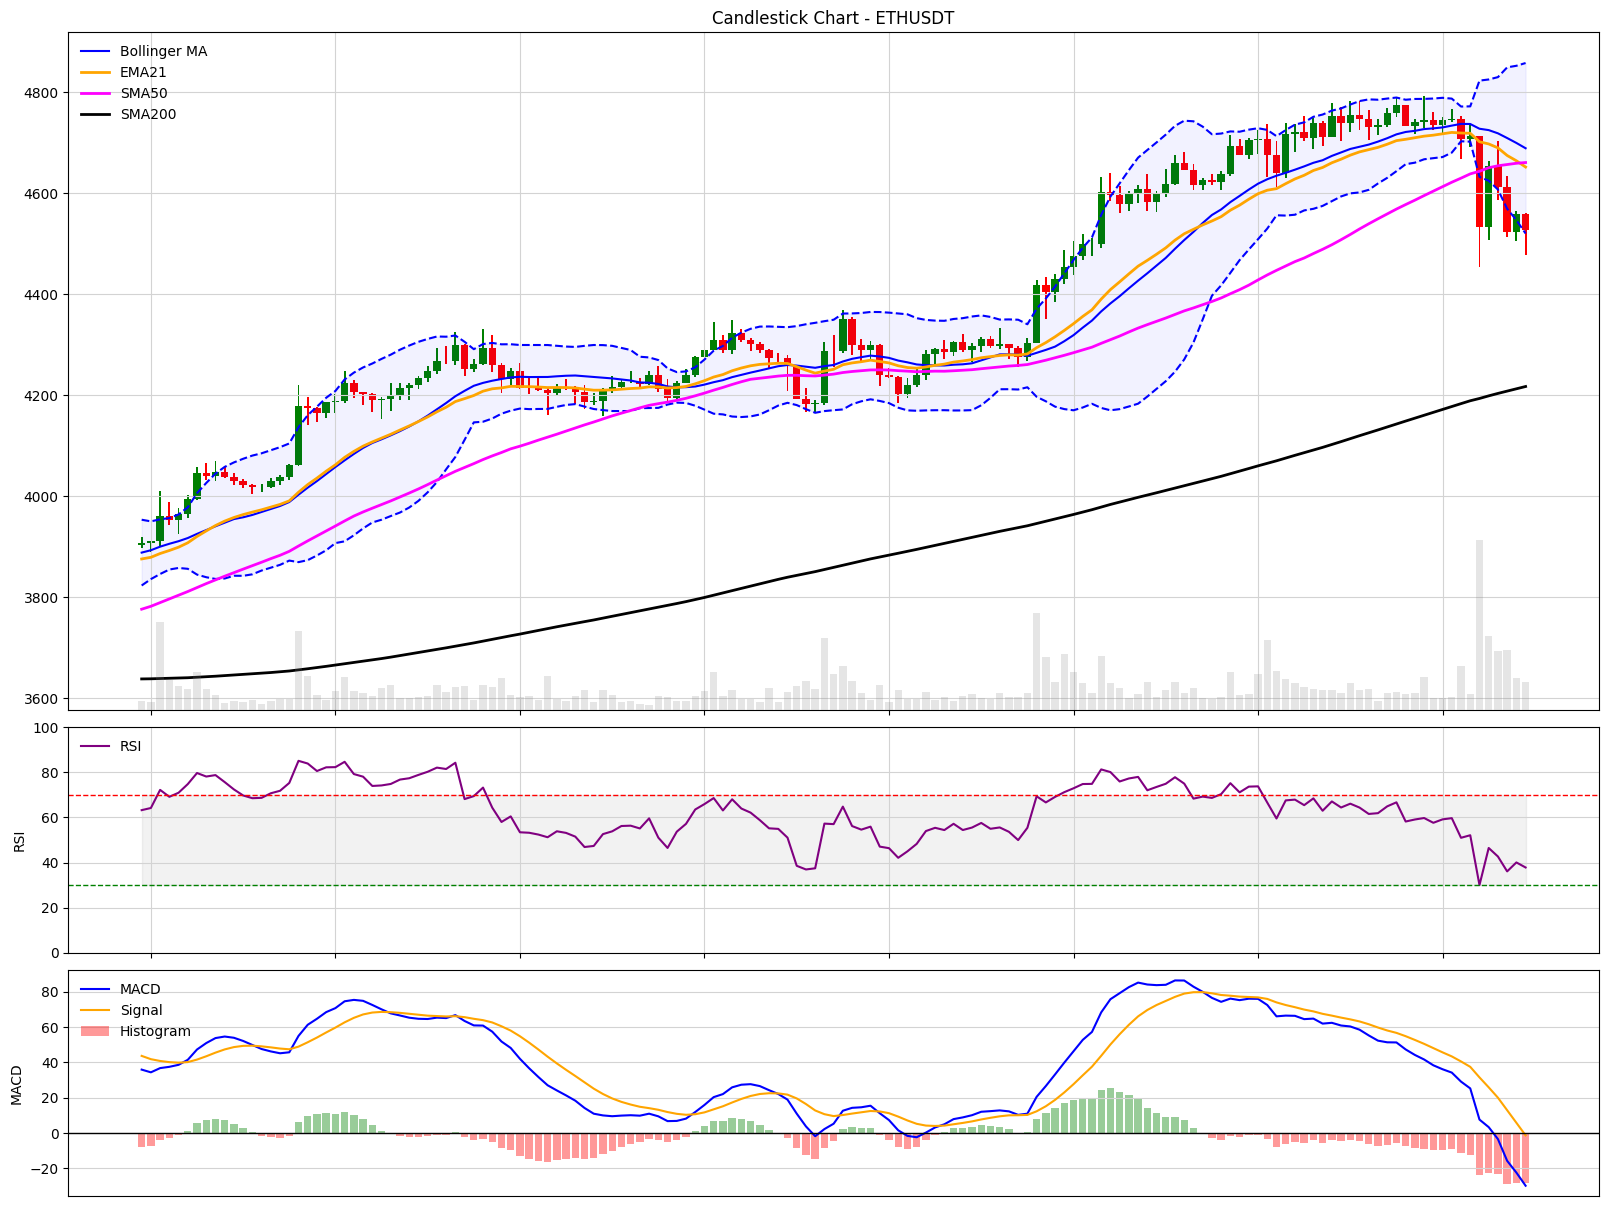 Candlestick Chart - ETHUSDT
Bollinger MA
EMA21
SMA50
SMA200
4800
4600
4400
4200
4000
3800
3600
RSI
100
80
60
40
20
0
RSI
MACD
Signal
Histogram
80
60
40
20
0
−20
MACD